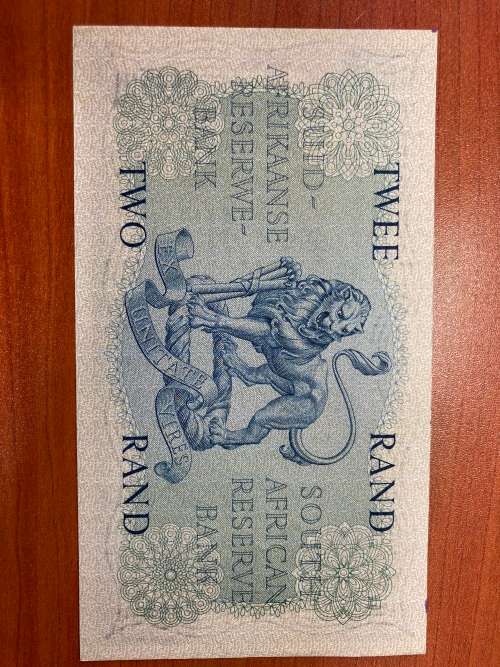 TWEE RAND
SUID-
AFRIKAANSE
RESERWE-
BANK
SOUTH
AFRICAN
RESERVE
BANK
EX
UNITATE
VIRES
TWO RAND